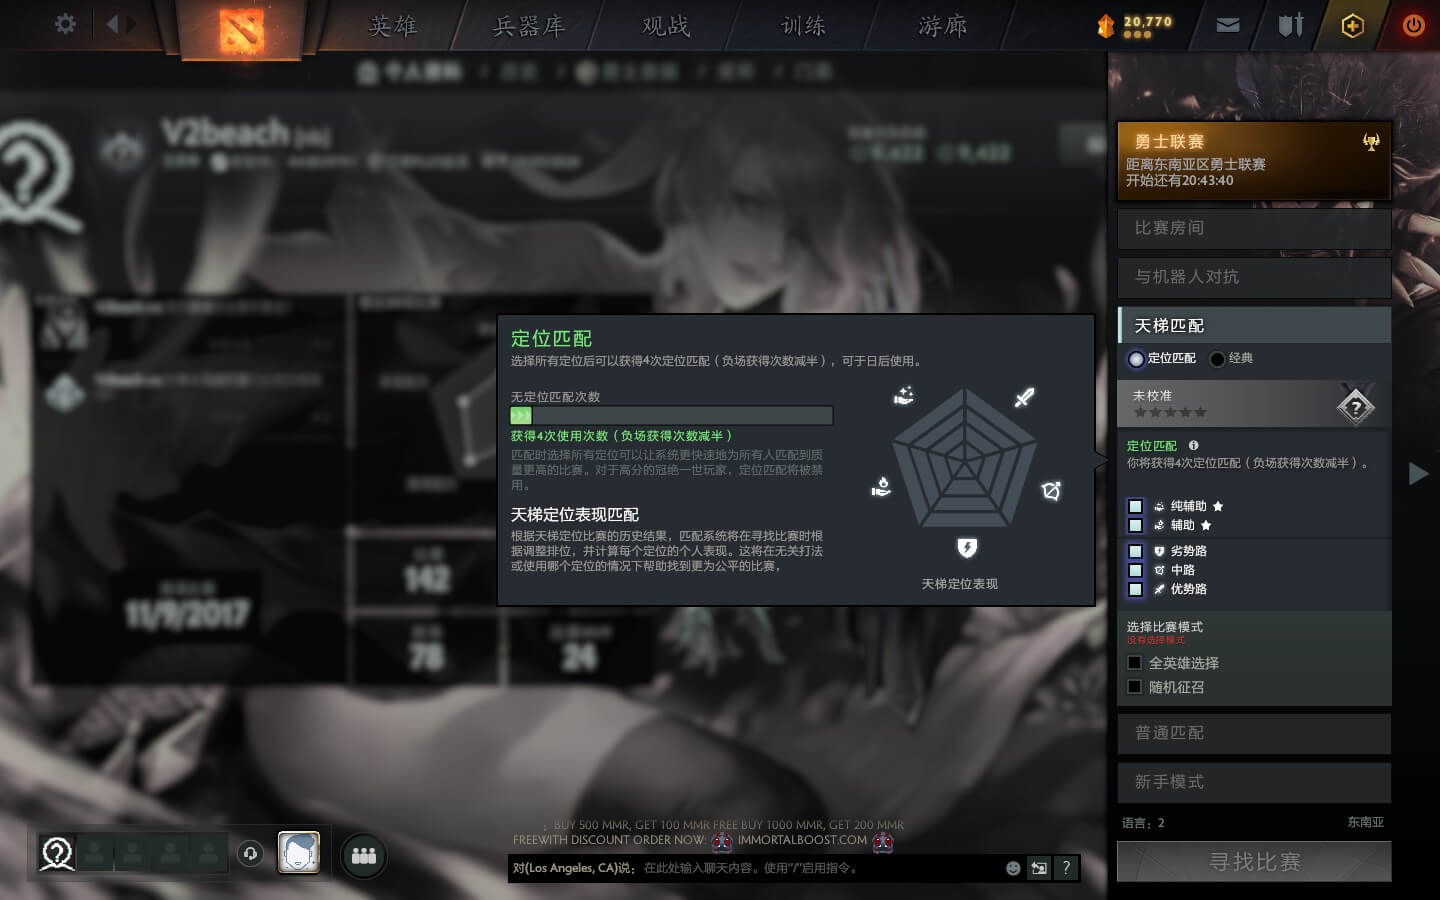 英雄
兵器库
观战
训练
游廊
20,770
个人资料
V2beach
勇士联赛
距离东南亚区勇士联赛
开始还有20:43:40
比赛房间
与机器人对抗
天梯匹配
定位匹配 经典
未校准
定位匹配
你将获得4次定位匹配（负场获得次数减半）。
纯辅助
辅助
劣势路
中路
优势路
选择比赛模式
没有选择模式
全英雄选择
随机征召
普通匹配
新手模式
语言：2
东南亚
寻找比赛
定位匹配
选择所有定位后可以获得4次定位匹配（负场获得次数减半），可于日后使用。
无定位匹配次数
获得4次使用次数（负场获得次数减半）
匹配时选择所有定位可以让系统更快速地为所有人匹配到质
量更高的比赛。对于高分的冠绝一世玩家，定位匹配将被禁
用。
天梯定位表现匹配
根据天梯定位比赛的历史结果，匹配系统将在寻找比赛时根
据调整排位，并计算每个定位的个人表现。这将在无关打法
或使用哪个定位的情况下帮助找到更为公平的比赛，
天梯定位表现
142
11/9/2017
78
24
: BUY 500 MMR, GET 100 MMR FREE BUY 1000 MMR, GET 200 MMR
FREEWITH DISCOUNT ORDER NOW: IMMORTALBOOST.COM
对(Los Angeles, CA)说： 在此处输入聊天内容。使用"/"启用指令。
?